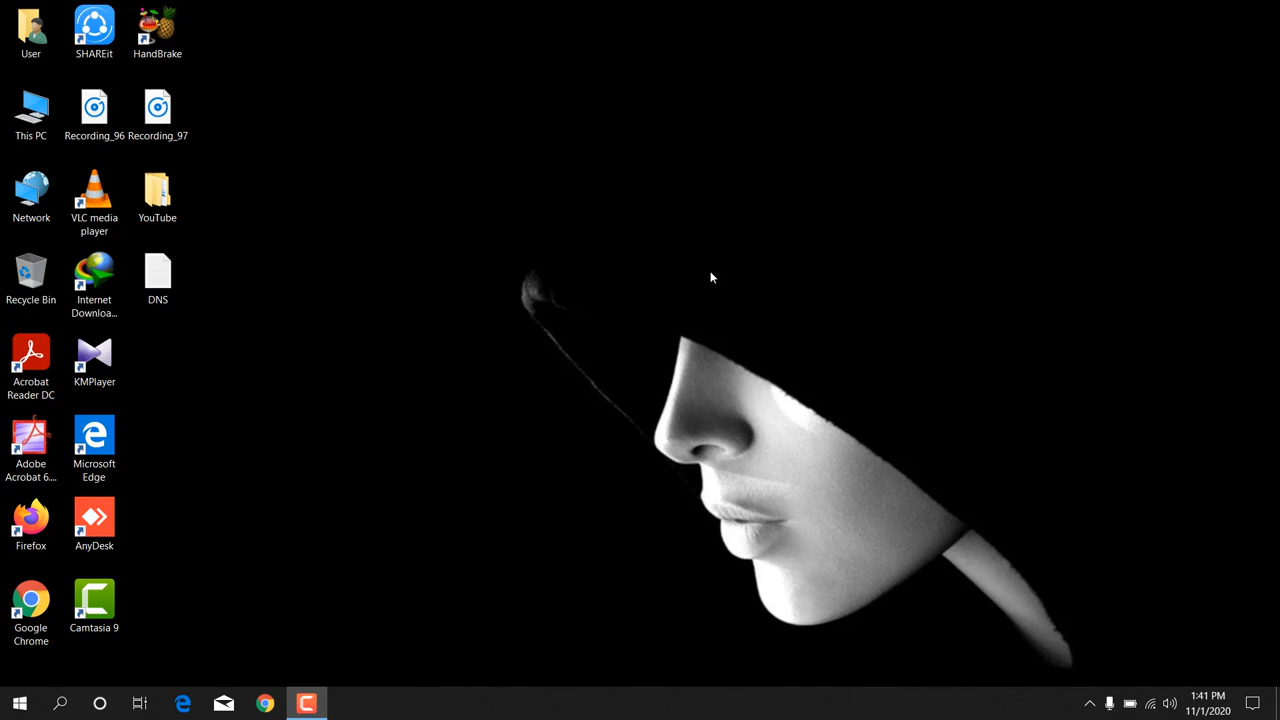 User
SHAREit
HandBrake
This PC
Recording_96
Recording_97
Network
VLC media
player
YouTube
Recycle Bin
Internet
Downloa...
DNS
Acrobat
Reader DC
KMPlayer
Adobe
Acrobat 6....
Microsoft
Edge
Firefox
AnyDesk
Google
Chrome
Camtasia 9
1:41 PM
11/1/2020